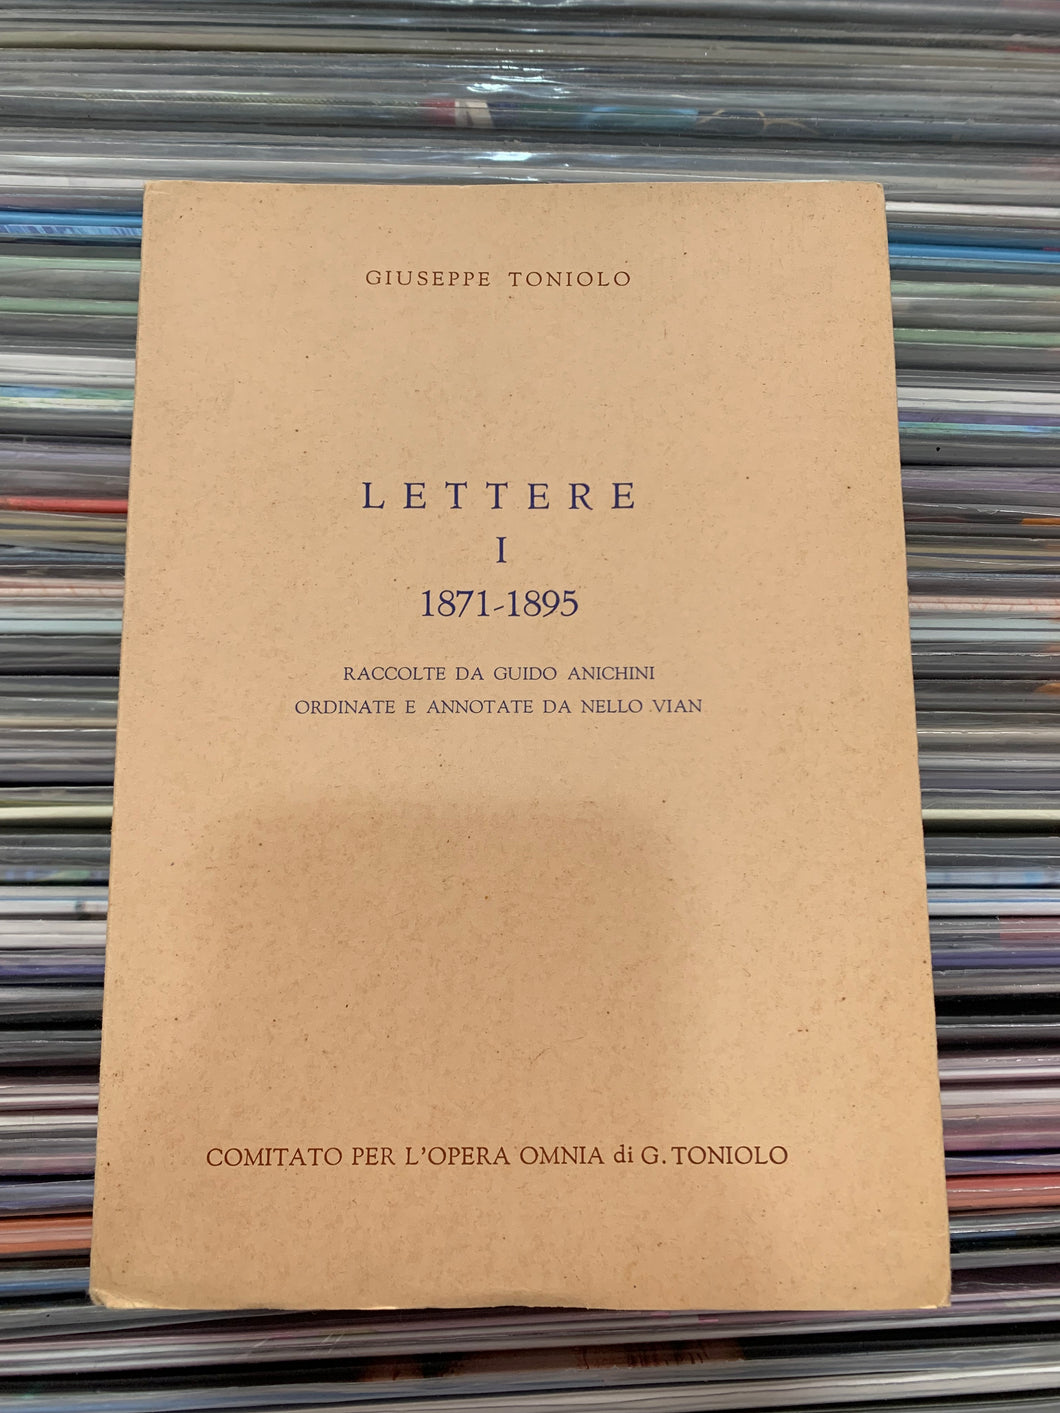 GIUSEPPE TONIOLO
LETTERE
I
1871-1895
RACCOLTE DA GUIDO ANICHINI
ORDINATE E ANNOTATE DA NELLO VIAN
COMITATO PER L'OPERA OMNIA di G. TONIOLO